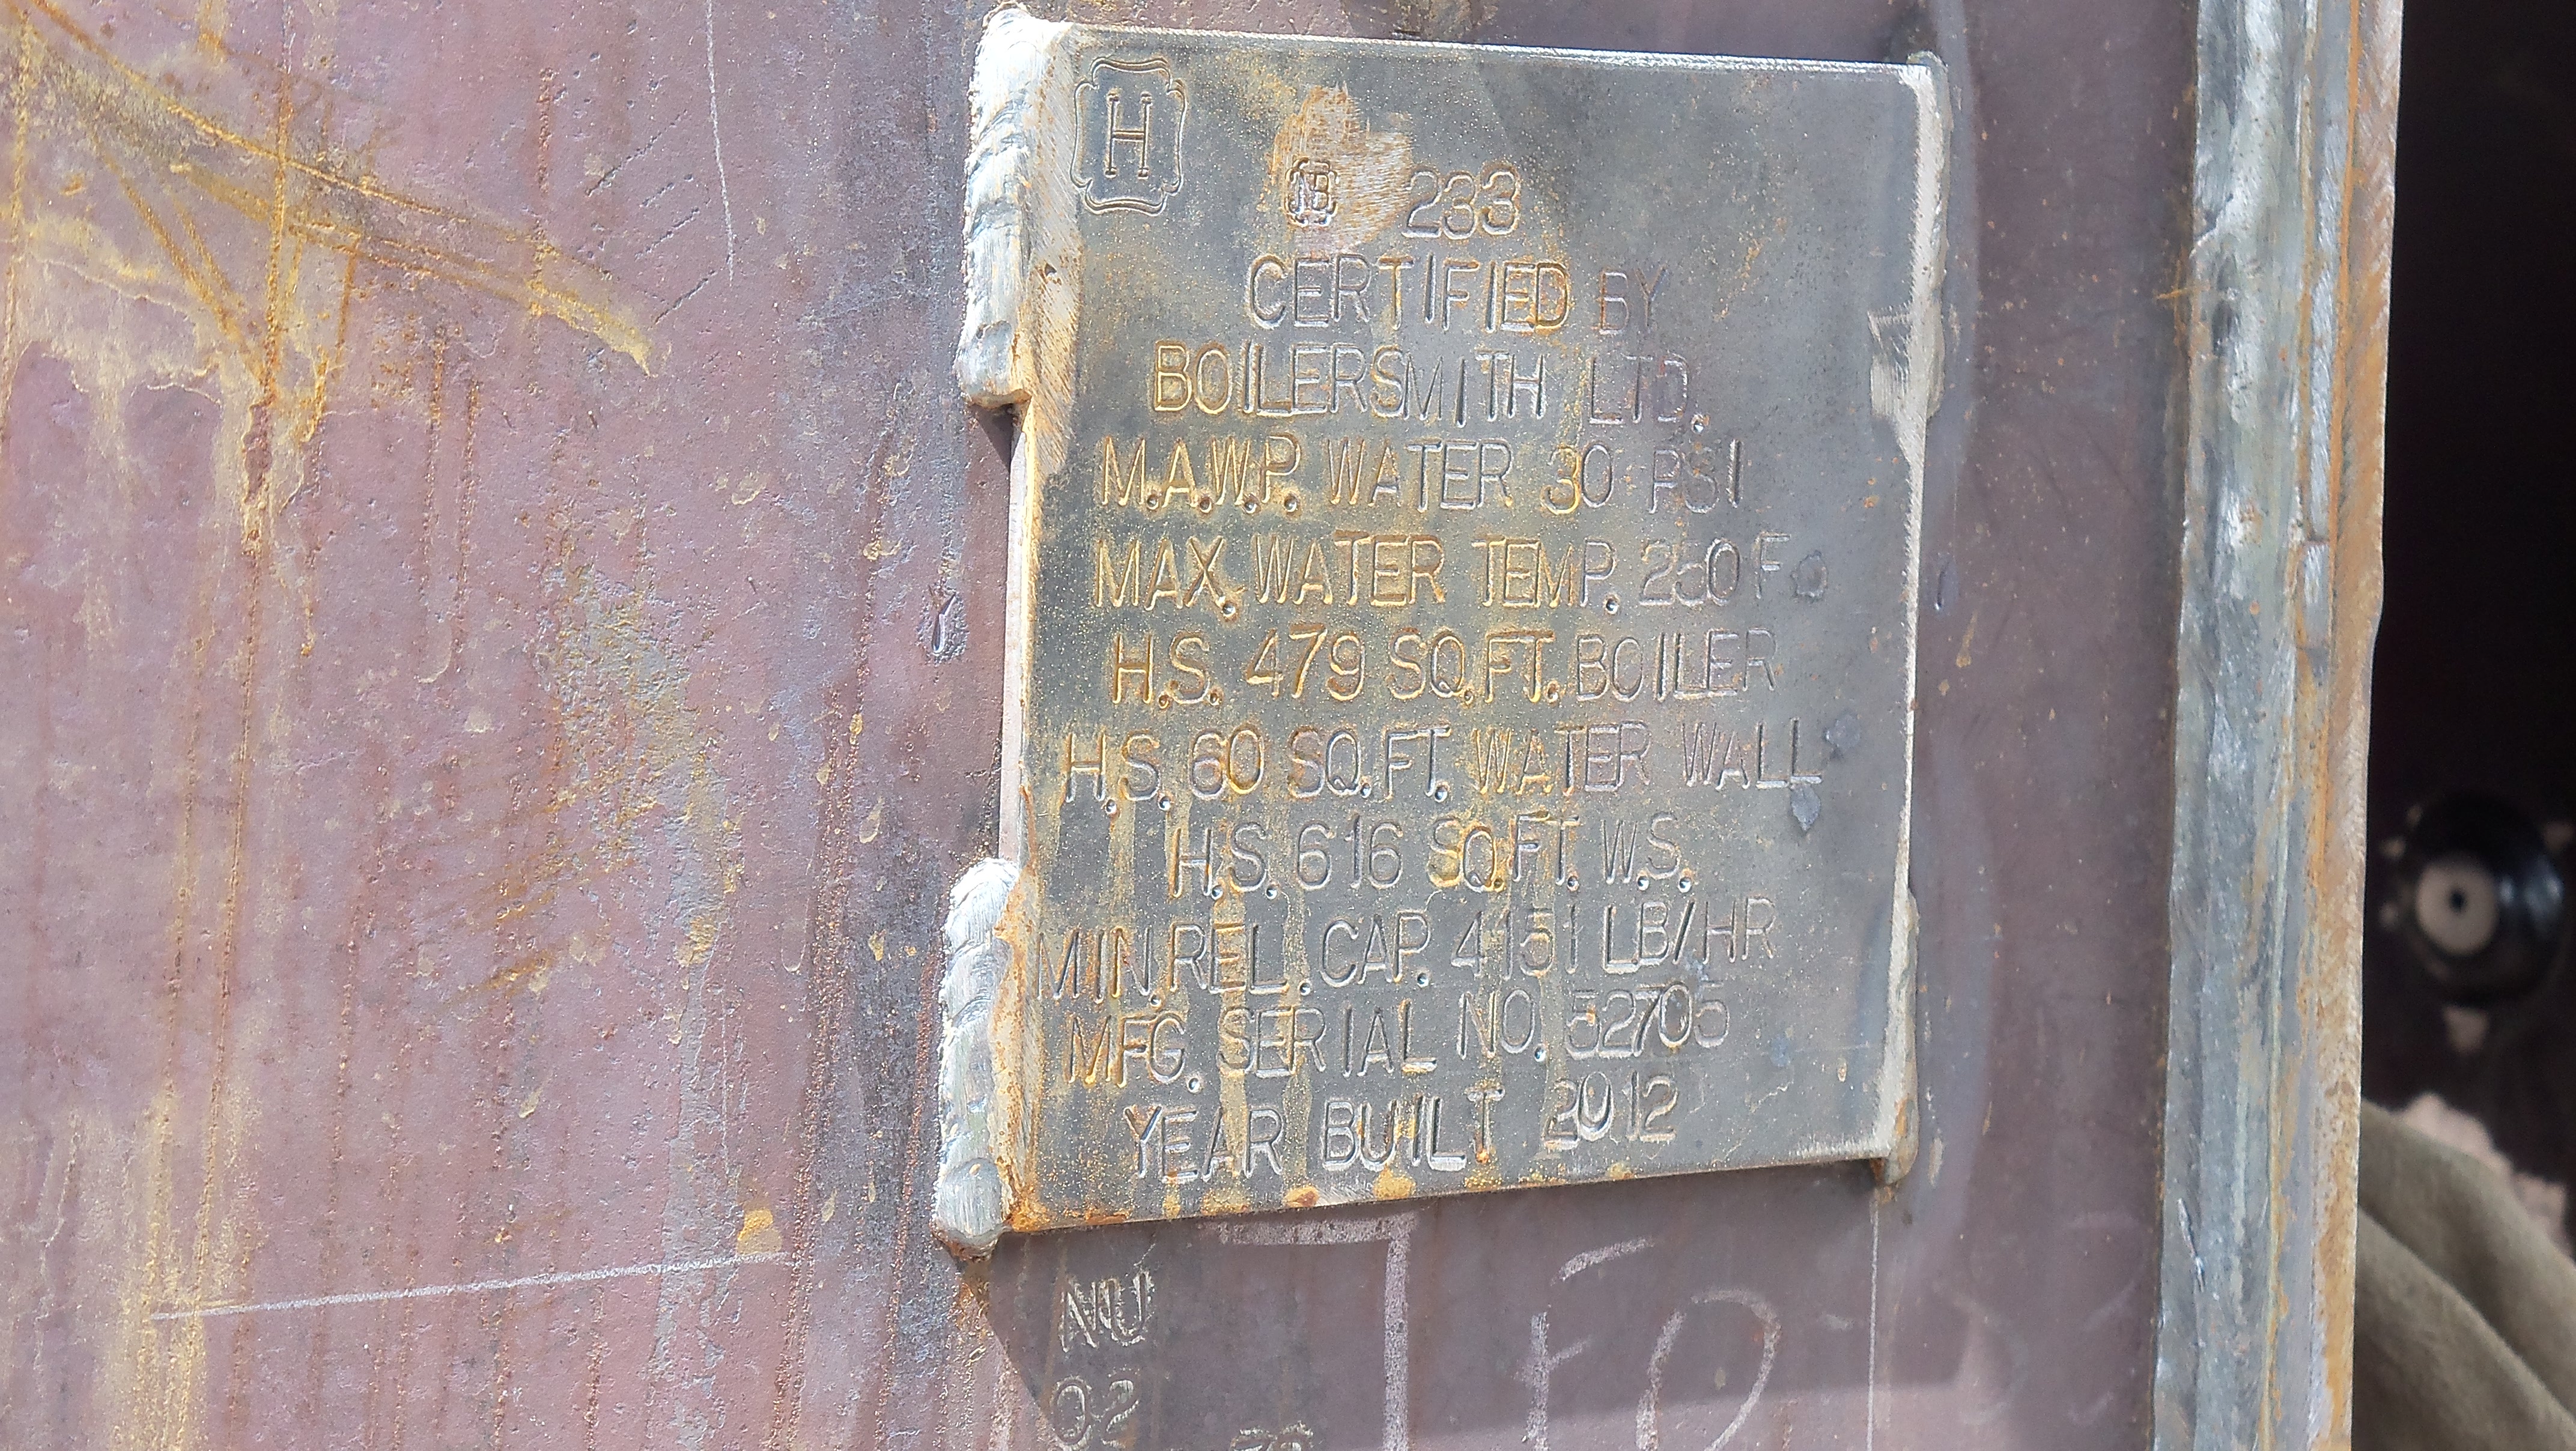 H
NB 233
CERTIFIED BY
BOILERSMITH LTD.
M.A.W.P. WATER 30 PSI
MAX. WATER TEMP. 250 F
H.S. 479 SQ.FT. BOILER
H.S. 60 SQ.FT. WATER WALL
H.S. 616 SQ.FT. W.S.
MIN. REL. CAP. 4151 LB/HR
MFG. SERIAL NO. 52705
YEAR BUILT 2012